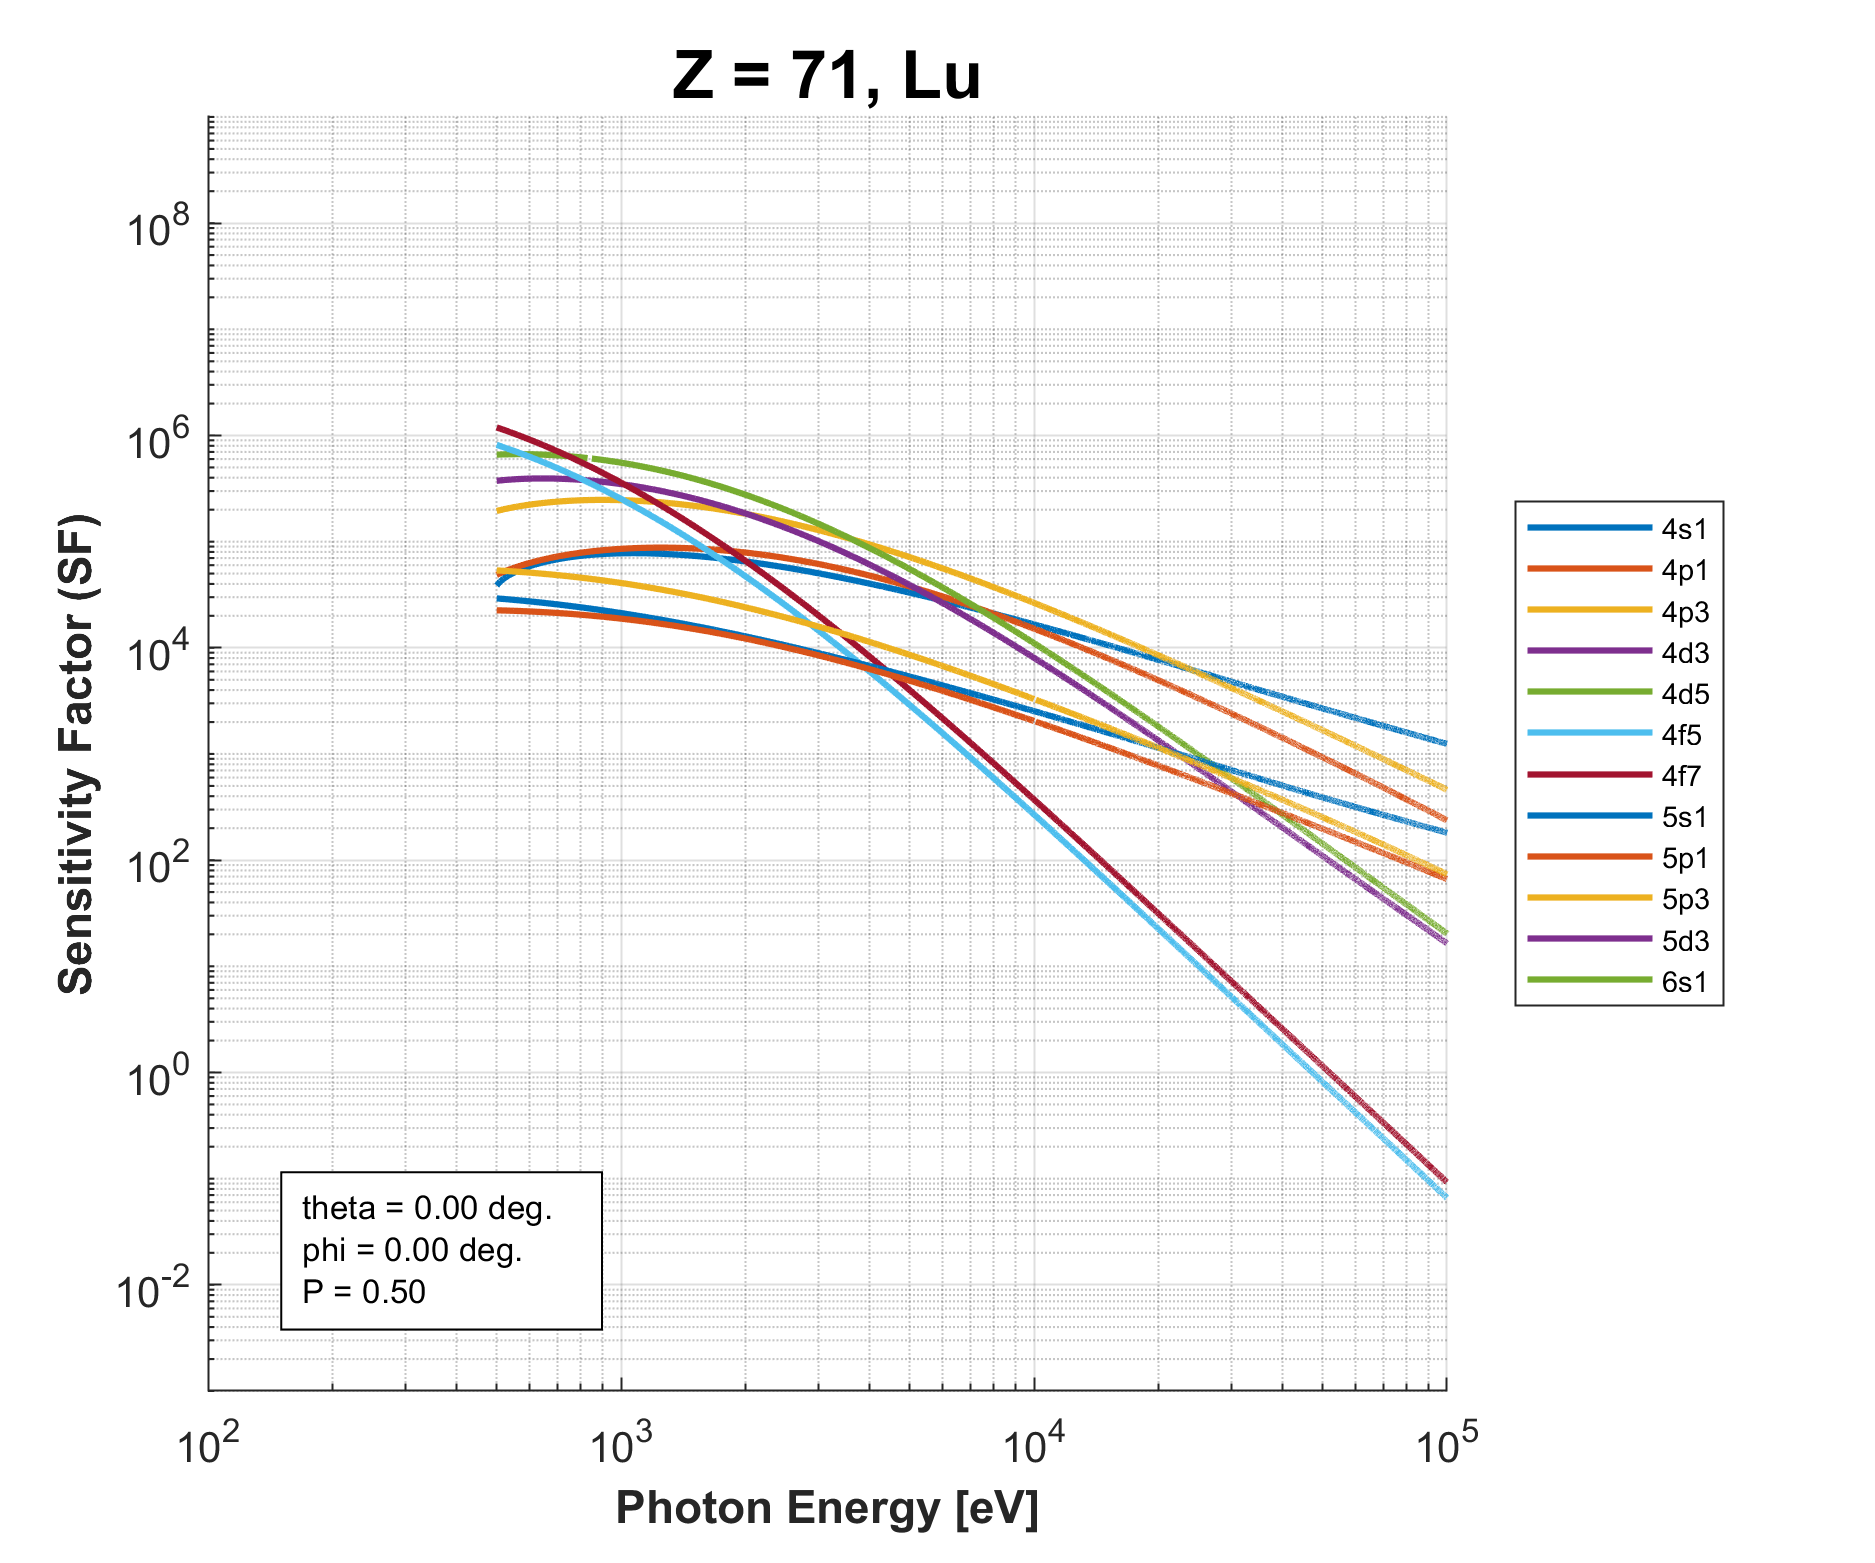 Z = 71, Lu
10^8
10^6
10^4
10^2
10^0
10^-2
Sensitivity Factor (SF)
theta = 0.00 deg.
phi = 0.00 deg.
P = 0.50
10^2 10^3 10^4 10^5
Photon Energy [eV]
4s1
4p1
4p3
4d3
4d5
4f5
4f7
5s1
5p1
5p3
5d3
6s1